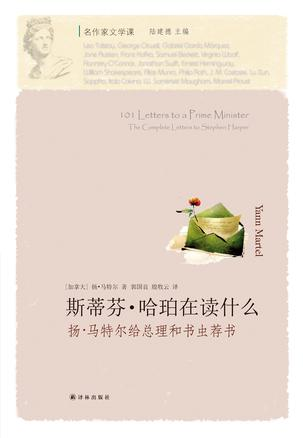 名作家文学课 陆建德 主编
Leo Tolstoy, George Orwell, Gabriel García Márquez,
Jane Austen, Franz Kafka, Samuel Beckett, Virginia Woolf,
Flannery O'Connor, Jonathan Swift, Ernest Hemingway,
William Shakespeare, Alice Munro, Philip Roth, J. M. Coetzee, Lu Xun,
Sappho, Italo Calvino, W. Somerset Maugham, Marcel Proust
101 Letters to a Prime Minister
The Complete Letters to Stephen Harper
Yann Martel
[加拿大] 扬·马特尔 著 郭国良 殷牧云 译
斯蒂芬·哈珀在读什么
扬·马特尔给总理和书虫荐书
译林出版社